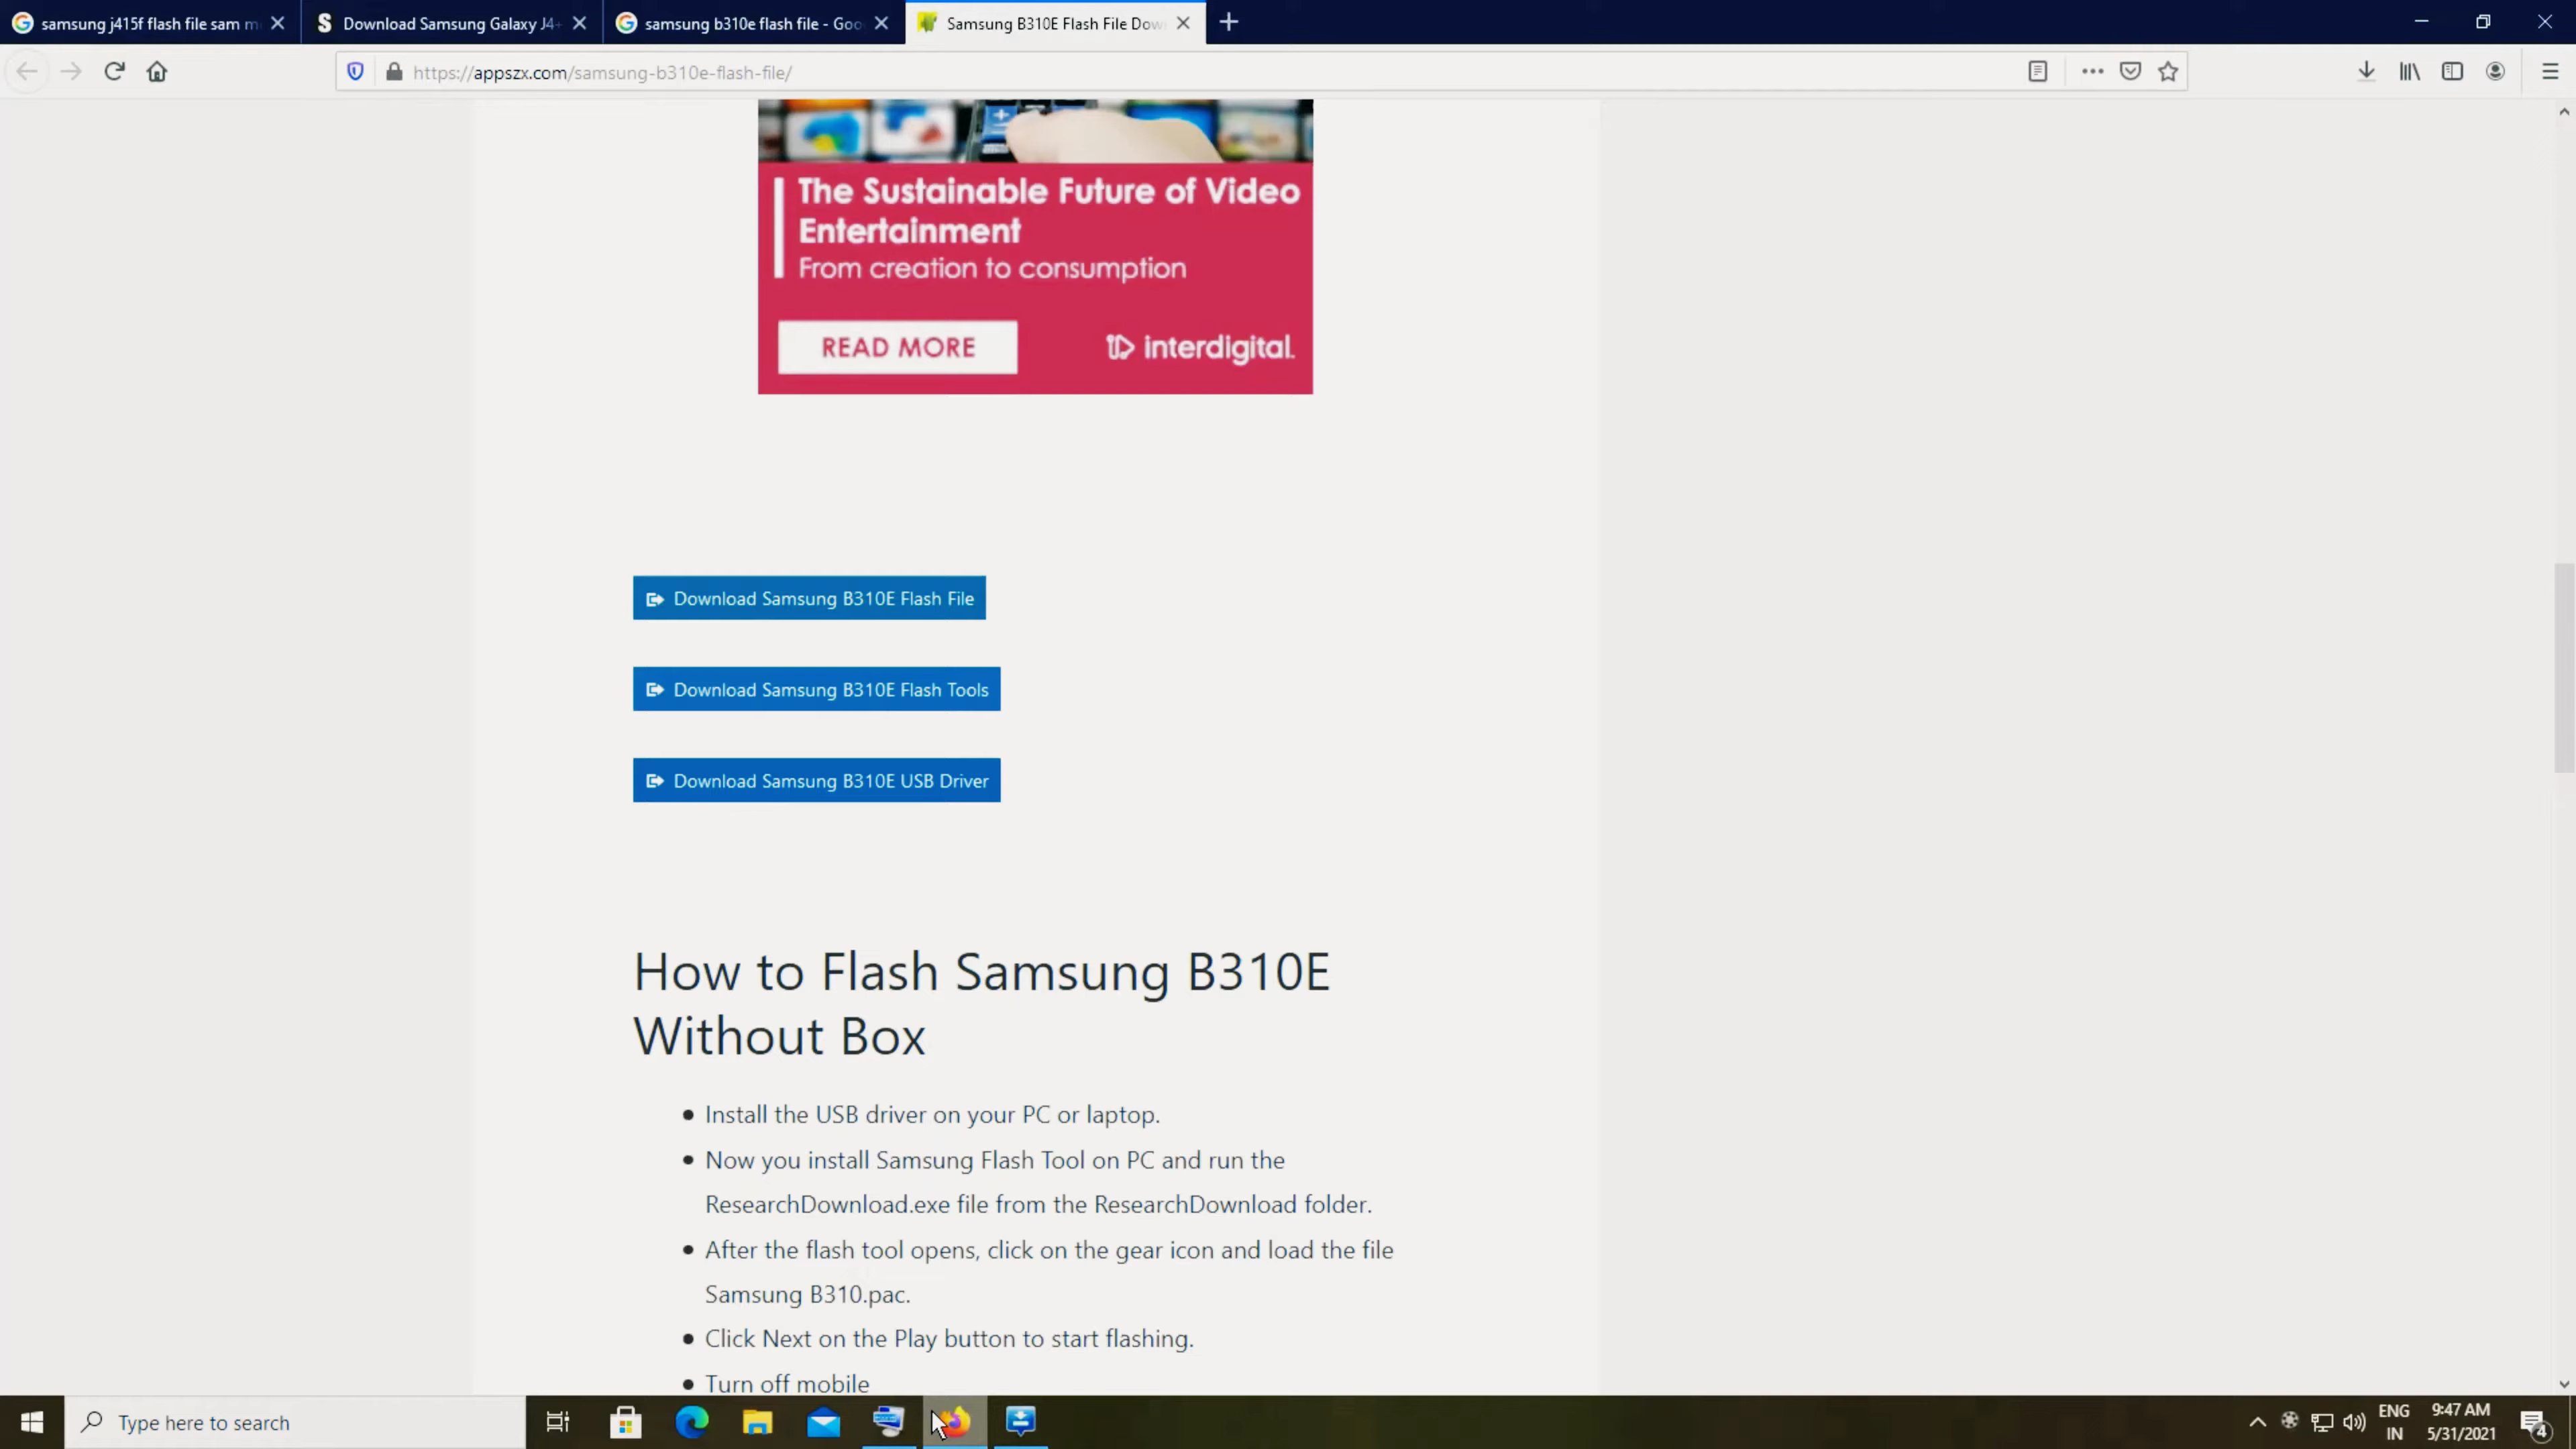 samsung j415f flash file sam m
Download Samsung Galaxy J4+
samsung b310e flash file - Goo
Samsung B310E Flash File Dow
https://appszx.com/samsung-b310e-flash-file/
The Sustainable Future of Video
Entertainment
From creation to consumption
READ MORE
interdigital.
Download Samsung B310E Flash File
Download Samsung B310E Flash Tools
Download Samsung B310E USB Driver
How to Flash Samsung B310E
Without Box
Install the USB driver on your PC or laptop.
Now you install Samsung Flash Tool on PC and run the
ResearchDownload.exe file from the ResearchDownload folder.
After the flash tool opens, click on the gear icon and load the file
Samsung B310.pac.
Click Next on the Play button to start flashing.
Turn off mobile
Type here to search
ENG
IN
9:47 AM
5/31/2021
4